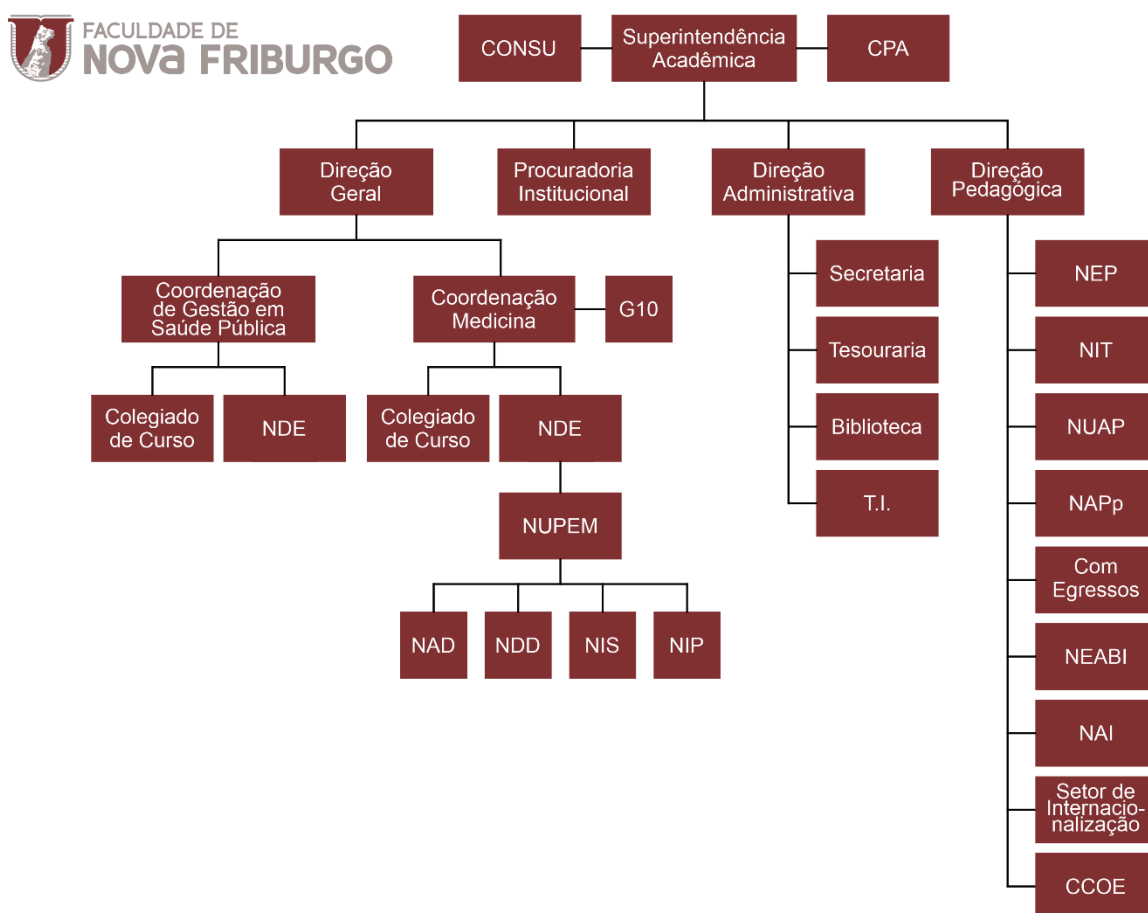 FACULDADE DE
NOVA FRIBURGO
CONSU
Superintendência
Acadêmica
CPA
Direção
Geral
Procuradoria
Institucional
Direção
Administrativa
Direção
Pedagógica
Coordenação
de Gestão em
Saúde Pública
Coordenação
Medicina
G10
Colegiado
de Curso
NDE
Colegiado
de Curso
NDE
NUPEM
NAD
NDD
NIS
NIP
Secretaria
Tesouraria
Biblioteca
T.I.
NEP
NIT
NUAP
NAPp
Com
Egressos
NEABI
NAI
Setor de
Internacio-
nalização
CCOE